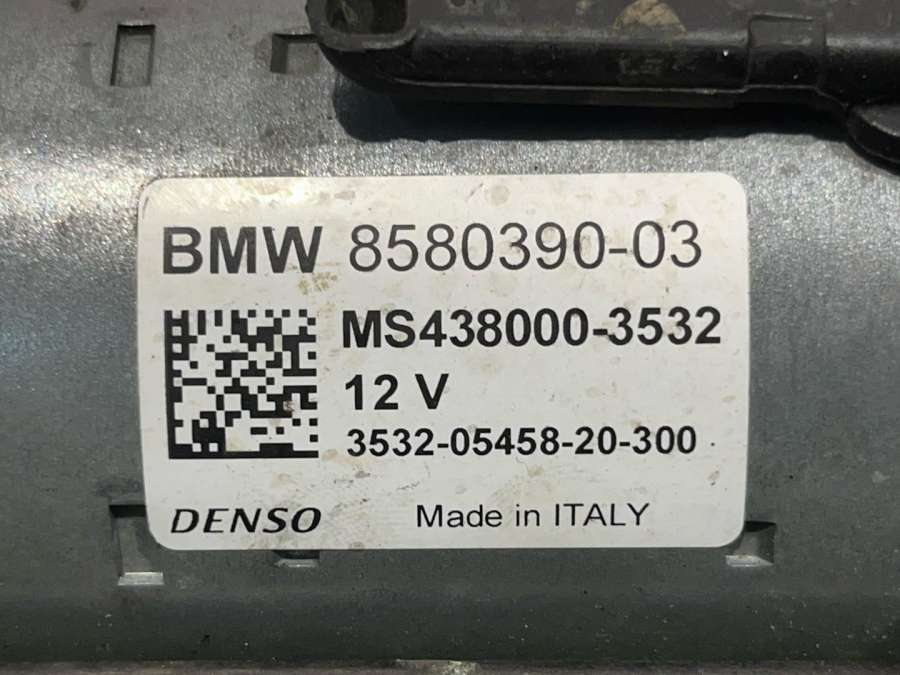 BMW 8580390-03
MS438000-3532
12 V
3532-05458-20-300
DENSO Made in ITALY